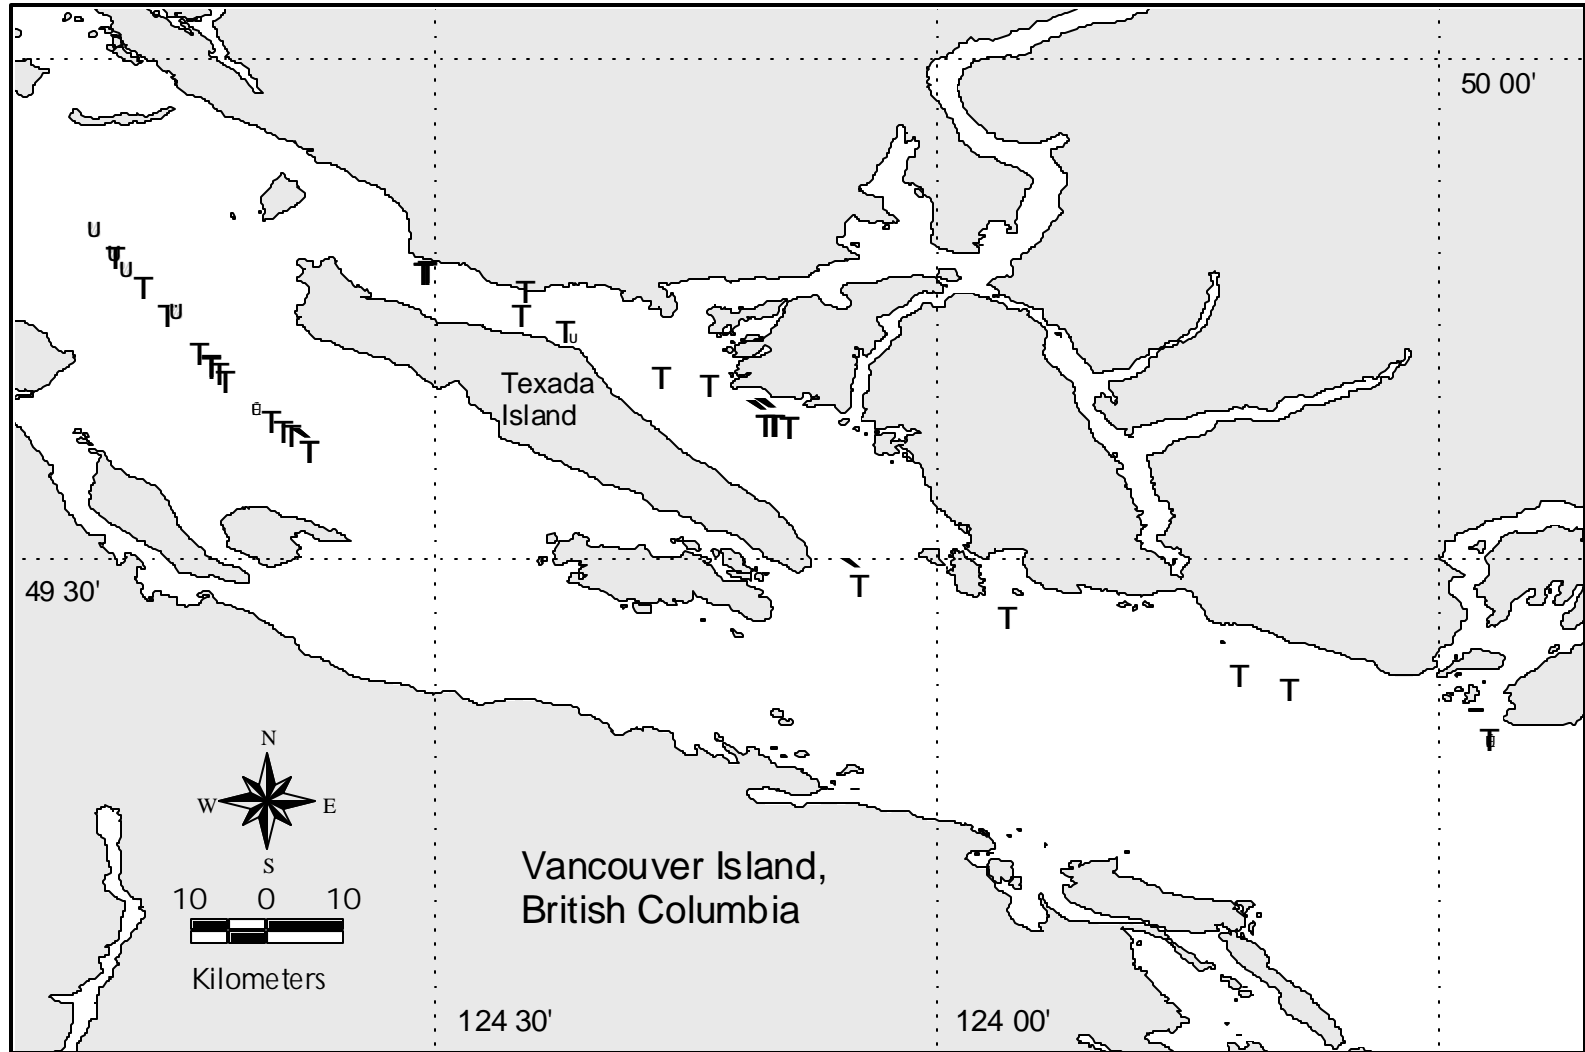 50 00'
U
U
T
U
T
T
U
T
T
T
T
T
T
T
T
T
T
T
T
U
T
T
Texada
Island
T
T
T
49 30'
T
T
T
T
T
N
W E
S
10 0 10
Kilometers
Vancouver Island,
British Columbia
124 30'
124 00'